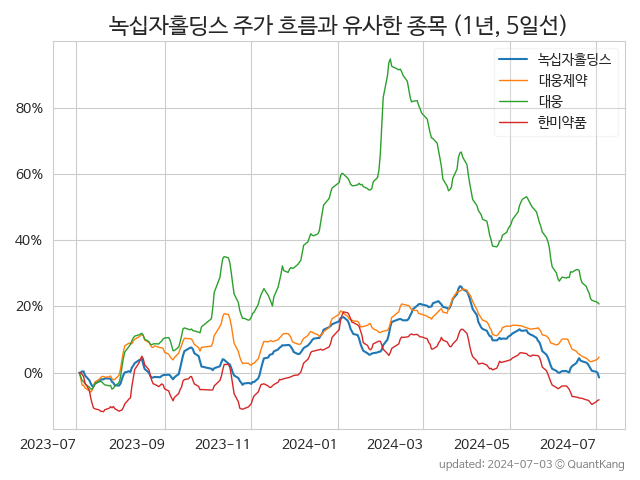 녹십자홀딩스 주가 흐름과 유사한 종목 (1년, 5일선)
녹십자홀딩스
대웅제약
대웅
한미약품
80%
60%
40%
20%
0%
2023-07 2023-09 2023-11 2024-01 2024-03 2024-05 2024-07
updated: 2024-07-03 © QuantKang